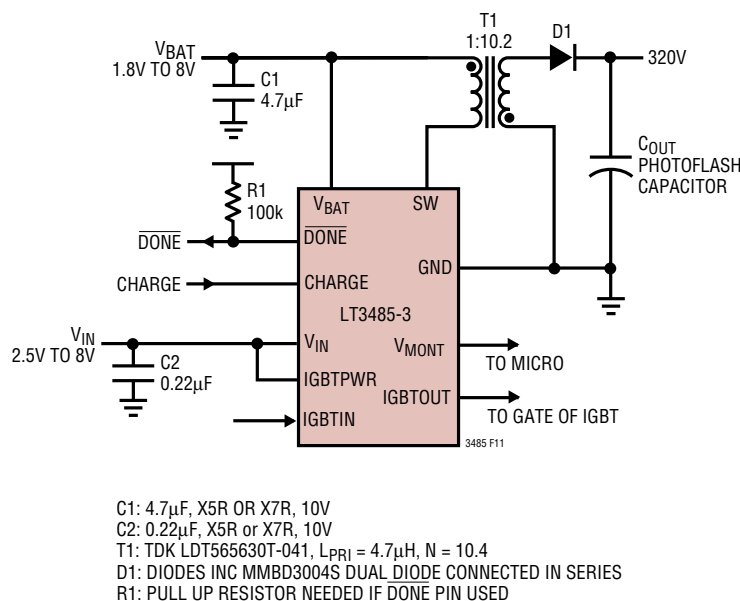 T1
1:10.2
D1
VBAT
1.8V TO 8V
C1
4.7µF
320V
COUT
PHOTOFLASH
CAPACITOR
R1
100k
VBAT
SW
DONE
DONE
GND
CHARGE
CHARGE
LT3485-3
VIN
2.5V TO 8V
VIN
VMONT
TO MICRO
C2
0.22µF
IGBTPWR
IGBTOUT
TO GATE OF IGBT
IGBTIN
3485 F11
C1: 4.7µF, X5R OR X7R, 10V
C2: 0.22µF, X5R or X7R, 10V
T1: TDK LDT565630T-041, LPRI = 4.7µH, N = 10.4
D1: DIODES INC MMBD3004S DUAL DIODE CONNECTED IN SERIES
R1: PULL UP RESISTOR NEEDED IF DONE PIN USED